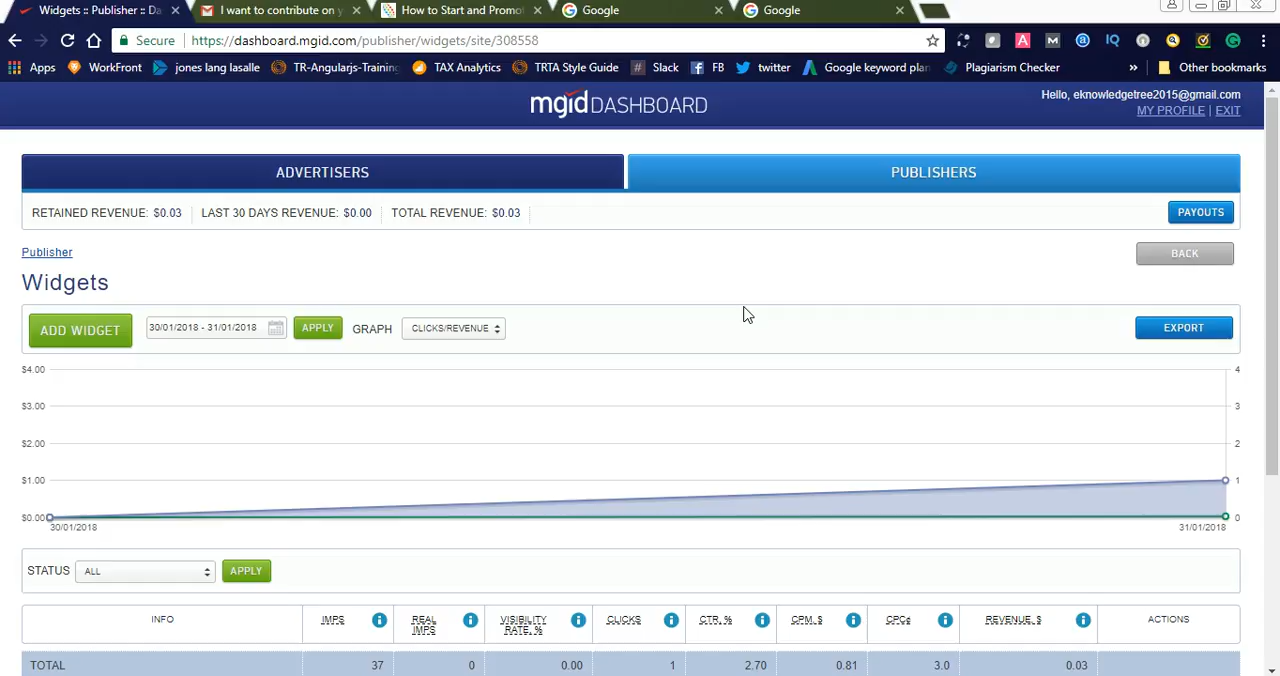 Widgets :: Publisher :: Da
I want to contribute on y
How to Start and Promot
Google
Google
Secure
https://dashboard.mgid.com/publisher/widgets/site/308558
Apps
WorkFront
jones lang lasalle
TR-Angularjs-Training
TAX Analytics
TRTA Style Guide
Slack
FB
twitter
Google keyword plan
Plagiarism Checker
»
Other bookmarks
mgid DASHBOARD
Hello, eknowledgetree2015@gmail.com
MY PROFILE | EXIT
ADVERTISERS
PUBLISHERS
RETAINED REVENUE: $0.03
LAST 30 DAYS REVENUE: $0.00
TOTAL REVENUE: $0.03
PAYOUTS
Publisher
BACK
Widgets
ADD WIDGET
30/01/2018 - 31/01/2018
APPLY
GRAPH
CLICKS/REVENUE
EXPORT
$4.00
4
$3.00
3
$2.00
2
$1.00
1
$0.00
0
30/01/2018
31/01/2018
STATUS
ALL
APPLY
INFO
IMPS
REAL IMPS
VISIBILITY RATE, %
CLICKS
CTR, %
CPM, $
CPC¢
REVENUE, $
ACTIONS
TOTAL
37
0
0.00
1
2.70
0.81
3.0
0.03